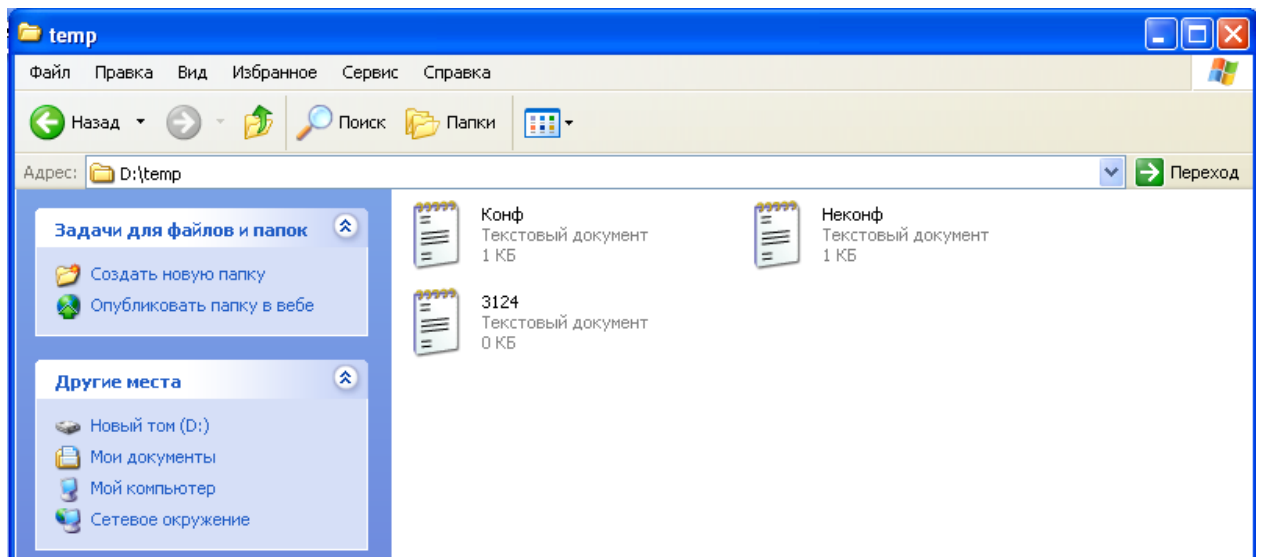 temp
Файл Правка Вид Избранное Сервис Справка
Назад Поиск Папки
Адрес: D:\temp Переход
Задачи для файлов и папок
Создать новую папку
Опубликовать папку в вебе
Другие места
Новый том (D:)
Мои документы
Мой компьютер
Сетевое окружение
Конф
Текстовый документ
1 КБ
Неконф
Текстовый документ
1 КБ
3124
Текстовый документ
0 КБ